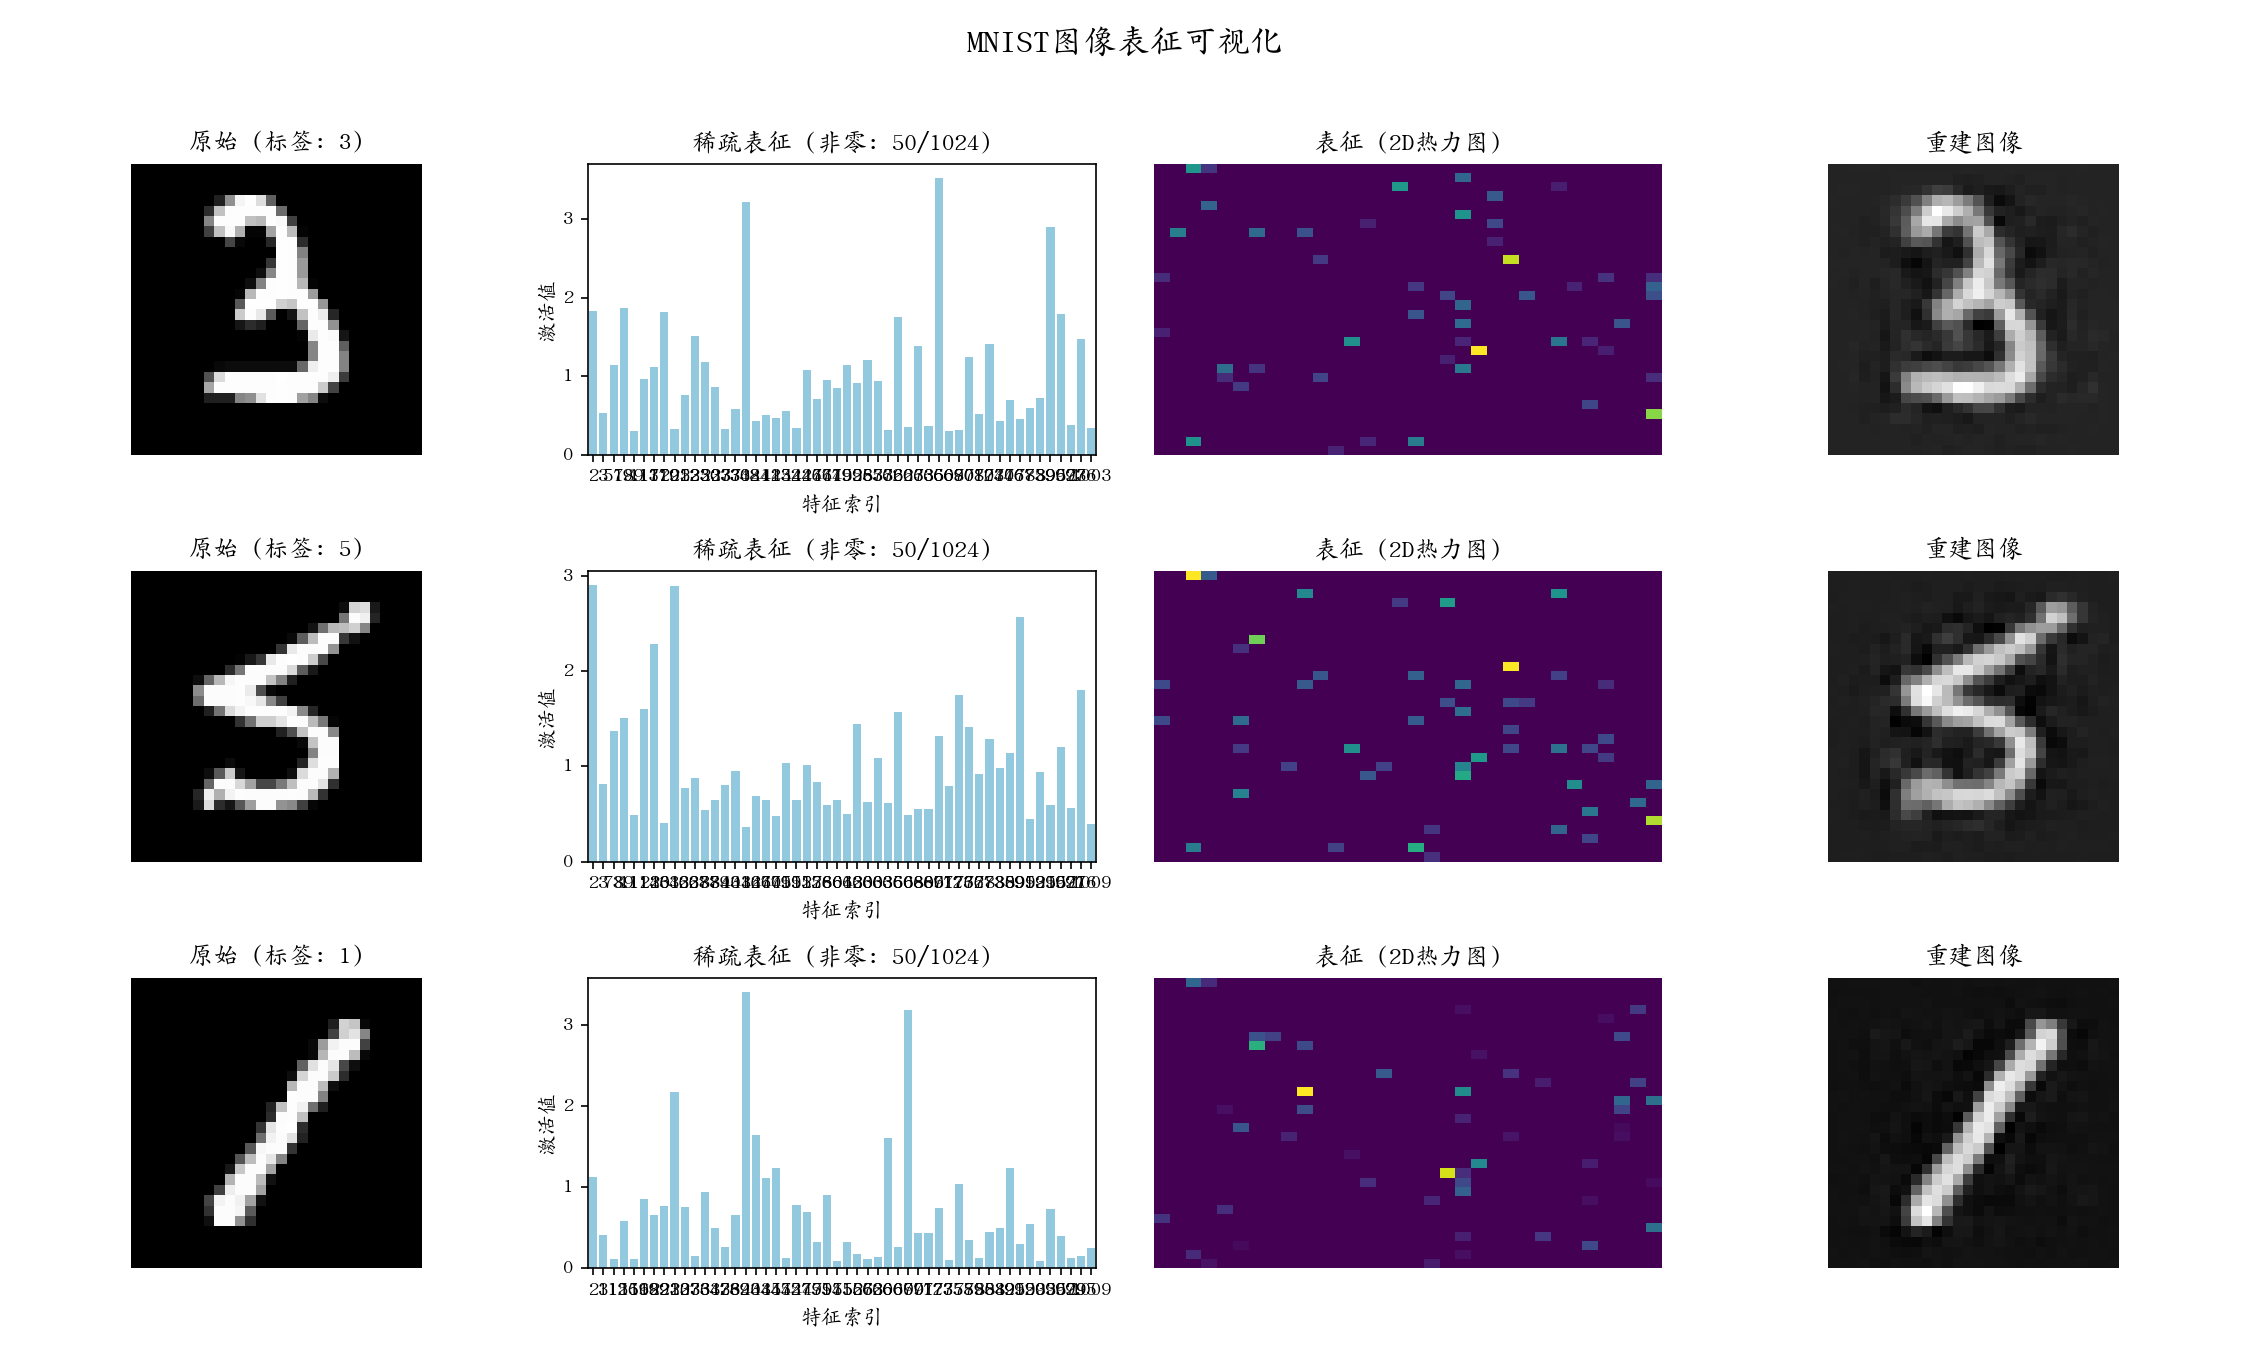 MNIST图像表征可视化
原始 (标签: 3)
稀疏表征 (非零: 50/1024)
表征 (2D热力图)
重建图像
激活值
3
2
1
0
特征索引
原始 (标签: 5)
稀疏表征 (非零: 50/1024)
表征 (2D热力图)
重建图像
激活值
3
2
1
0
特征索引
原始 (标签: 1)
稀疏表征 (非零: 50/1024)
表征 (2D热力图)
重建图像
激活值
3
2
1
0
特征索引